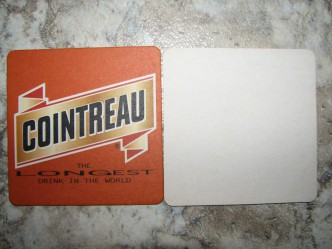 COINTREAU
THE
LONGEST
DRINK IN THE WORLD